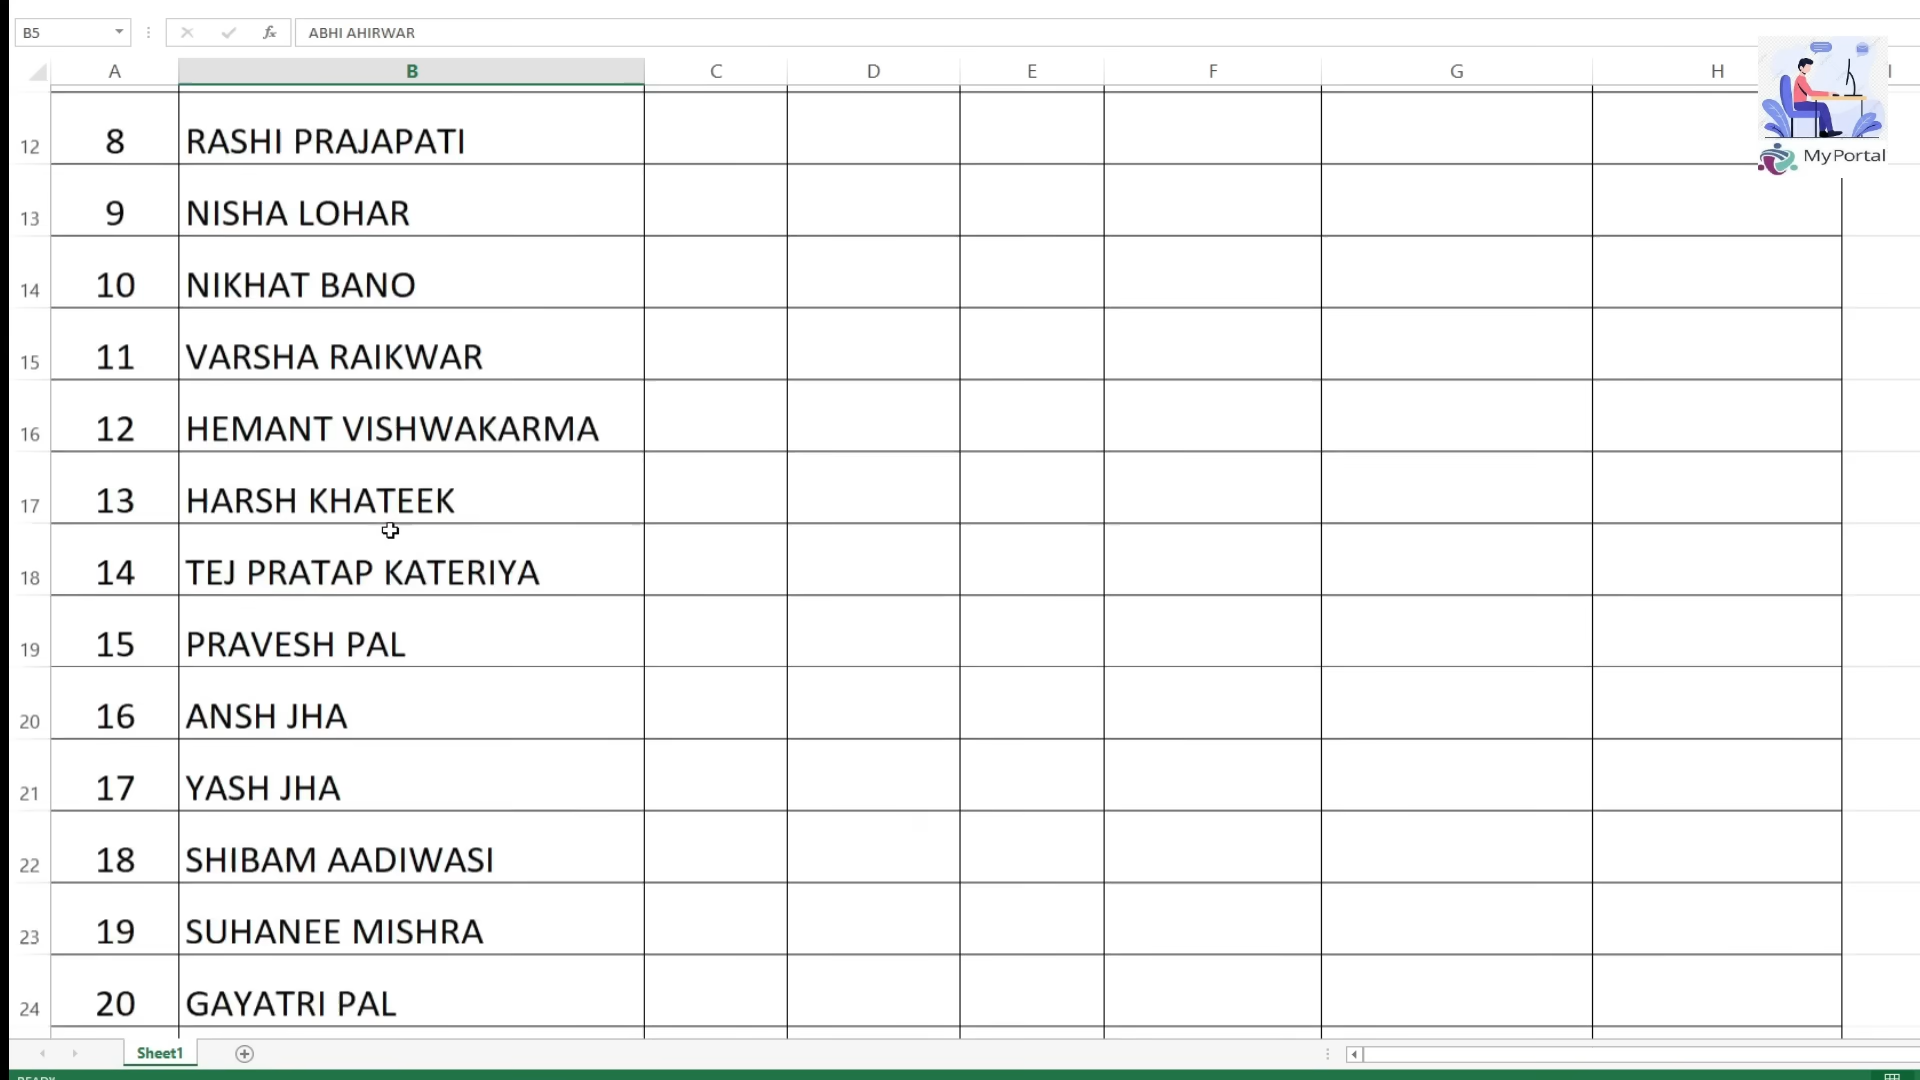 B5 fx ABHI AHIRWAR
A B C D E F G H I
MyPortal
12 8 RASHI PRAJAPATI
13 9 NISHA LOHAR
14 10 NIKHAT BANO
15 11 VARSHA RAIKWAR
16 12 HEMANT VISHWAKARMA
17 13 HARSH KHATEEK
18 14 TEJ PRATAP KATERIYA
19 15 PRAVESH PAL
20 16 ANSH JHA
21 17 YASH JHA
22 18 SHIBAM AADIWASI
23 19 SUHANEE MISHRA
24 20 GAYATRI PAL
Sheet1
READY